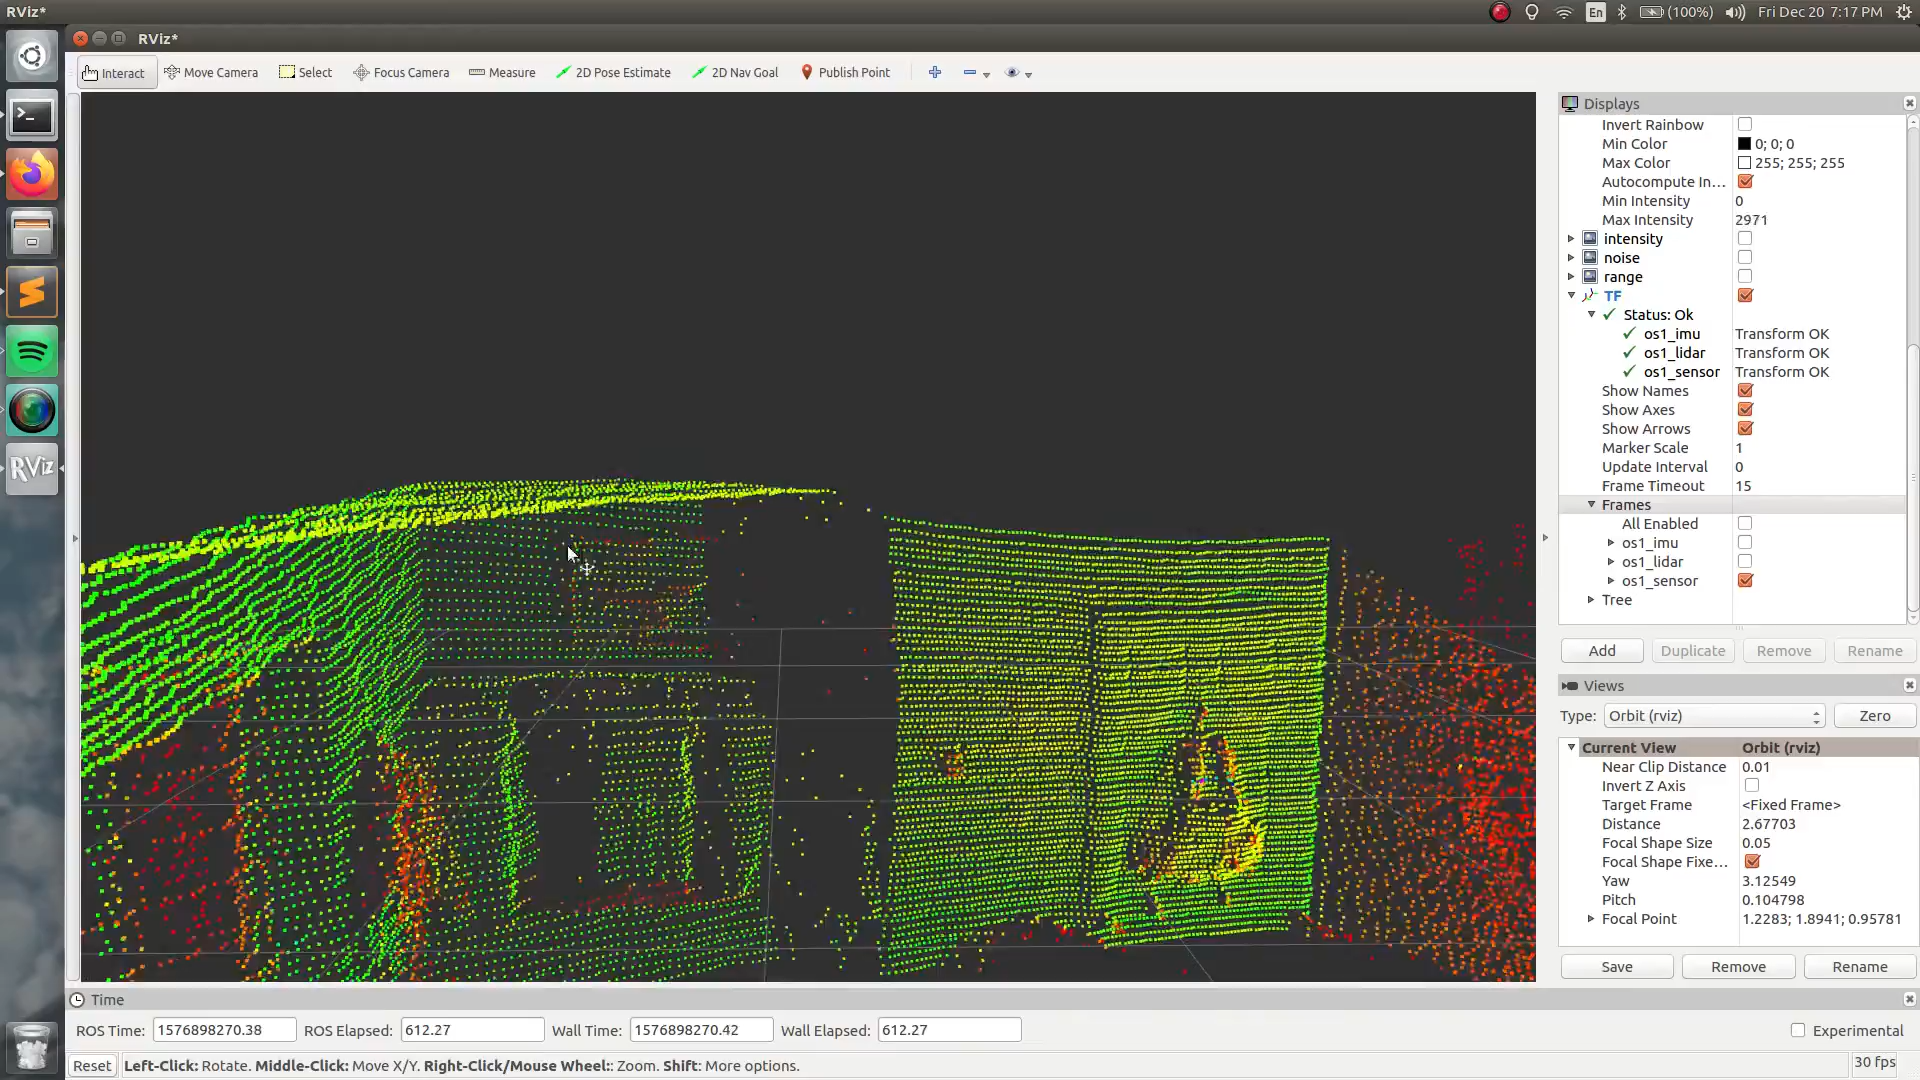 RViz*
En
(100%)
Fri Dec 20 7:17 PM
RViz*
Interact
Move Camera
Select
Focus Camera
Measure
2D Pose Estimate
2D Nav Goal
Publish Point
Displays
Invert Rainbow
Min Color 0; 0; 0
Max Color 255; 255; 255
Autocompute In...
Min Intensity 0
Max Intensity 2971
intensity
noise
range
TF
Status: Ok
os1_imu Transform OK
os1_lidar Transform OK
os1_sensor Transform OK
Show Names
Show Axes
Show Arrows
Marker Scale 1
Update Interval 0
Frame Timeout 15
Frames
All Enabled
os1_imu
os1_lidar
os1_sensor
Tree
Add Duplicate Remove Rename
Views
Type: Orbit (rviz) Zero
Current View Orbit (rviz)
Near Clip Distance 0.01
Invert Z Axis
Target Frame <Fixed Frame>
Distance 2.67703
Focal Shape Size 0.05
Focal Shape Fixe...
Yaw 3.12549
Pitch 0.104798
Focal Point 1.2283; 1.8941; 0.95781
Save Remove Rename
RViz
Time
ROS Time: 1576898270.38 ROS Elapsed: 612.27 Wall Time: 1576898270.42 Wall Elapsed: 612.27 Experimental
Reset Left-Click: Rotate. Middle-Click: Move X/Y. Right-Click/Mouse Wheel:: Zoom. Shift: More options. 30 fps